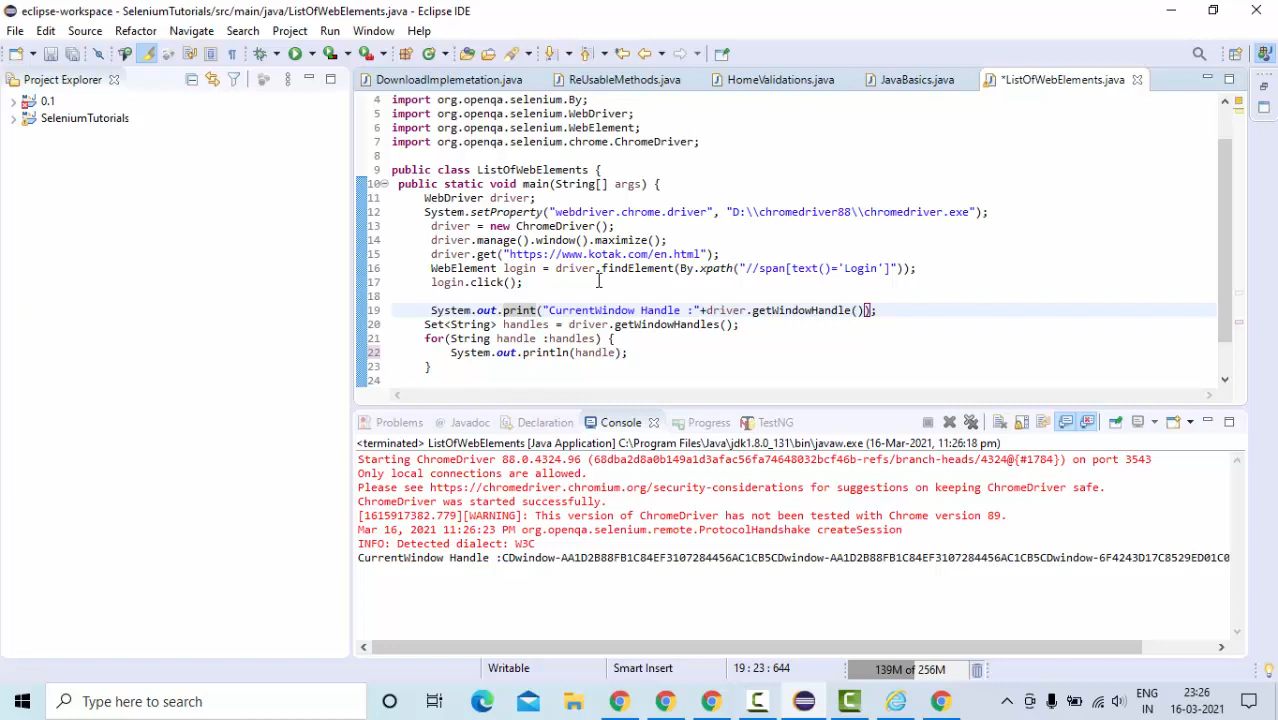 eclipse-workspace - SeleniumTutorials/src/main/java/ListOfWebElements.java - Eclipse IDE
File Edit Source Refactor Navigate Search Project Run Window Help
Project Explorer
0.1
SeleniumTutorials
DownloadImplemetation.java ReUsableMethods.java HomeValidations.java JavaBasics.java *ListOfWebElements.java
4 import org.openqa.selenium.By;
5 import org.openqa.selenium.WebDriver;
6 import org.openqa.selenium.WebElement;
7 import org.openqa.selenium.chrome.ChromeDriver;
8
9 public class ListOfWebElements {
10 public static void main(String[] args) {
11 WebDriver driver;
12 System.setProperty("webdriver.chrome.driver", "D:\\chromedriver88\\chromedriver.exe");
13 driver = new ChromeDriver();
14 driver.manage().window().maximize();
15 driver.get("https://www.kotak.com/en.html");
16 WebElement login = driver.findElement(By.xpath("//span[text()='Login']"));
17 login.click();
18
19 System.out.print("CurrentWindow Handle :"+driver.getWindowHandle());
20 Set<String> handles = driver.getWindowHandles();
21 for(String handle :handles) {
22 System.out.println(handle);
23 }
24
Problems Javadoc Declaration Console Progress TestNG
<terminated> ListOfWebElements [Java Application] C:\Program Files\Java\jdk1.8.0_131\bin\javaw.exe (16-Mar-2021, 11:26:18 pm)
Starting ChromeDriver 88.0.4324.96 (68dba2d8a0b149a1d3afac56fa74648032bcf46b-refs/branch-heads/4324@{#1784}) on port 3543
Only local connections are allowed.
Please see https://chromedriver.chromium.org/security-considerations for suggestions on keeping ChromeDriver safe.
ChromeDriver was started successfully.
[1615917382.779][WARNING]: This version of ChromeDriver has not been tested with Chrome version 89.
Mar 16, 2021 11:26:23 PM org.openqa.selenium.remote.ProtocolHandshake createSession
INFO: Detected dialect: W3C
CurrentWindow Handle :CDwindow-AA1D2B88FB1C84EF3107284456AC1CB5CDwindow-AA1D2B88FB1C84EF3107284456AC1CB5CDwindow-6F4243D17C8529ED01C0
Writable Smart Insert 19 : 23 : 644 139M of 256M
Type here to search
ENG
IN
23:26
16-03-2021